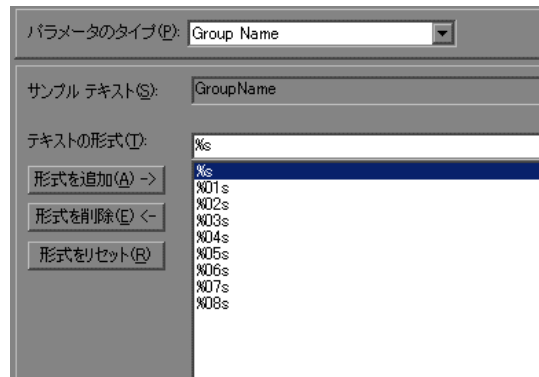 パラメータのタイプ(P): Group Name
サンプル テキスト(S): GroupName
テキストの形式(T): %s
形式を追加(A) ->
形式を削除(E) <-
形式をリセット(R)
%s
%01s
%02s
%03s
%04s
%05s
%06s
%07s
%08s